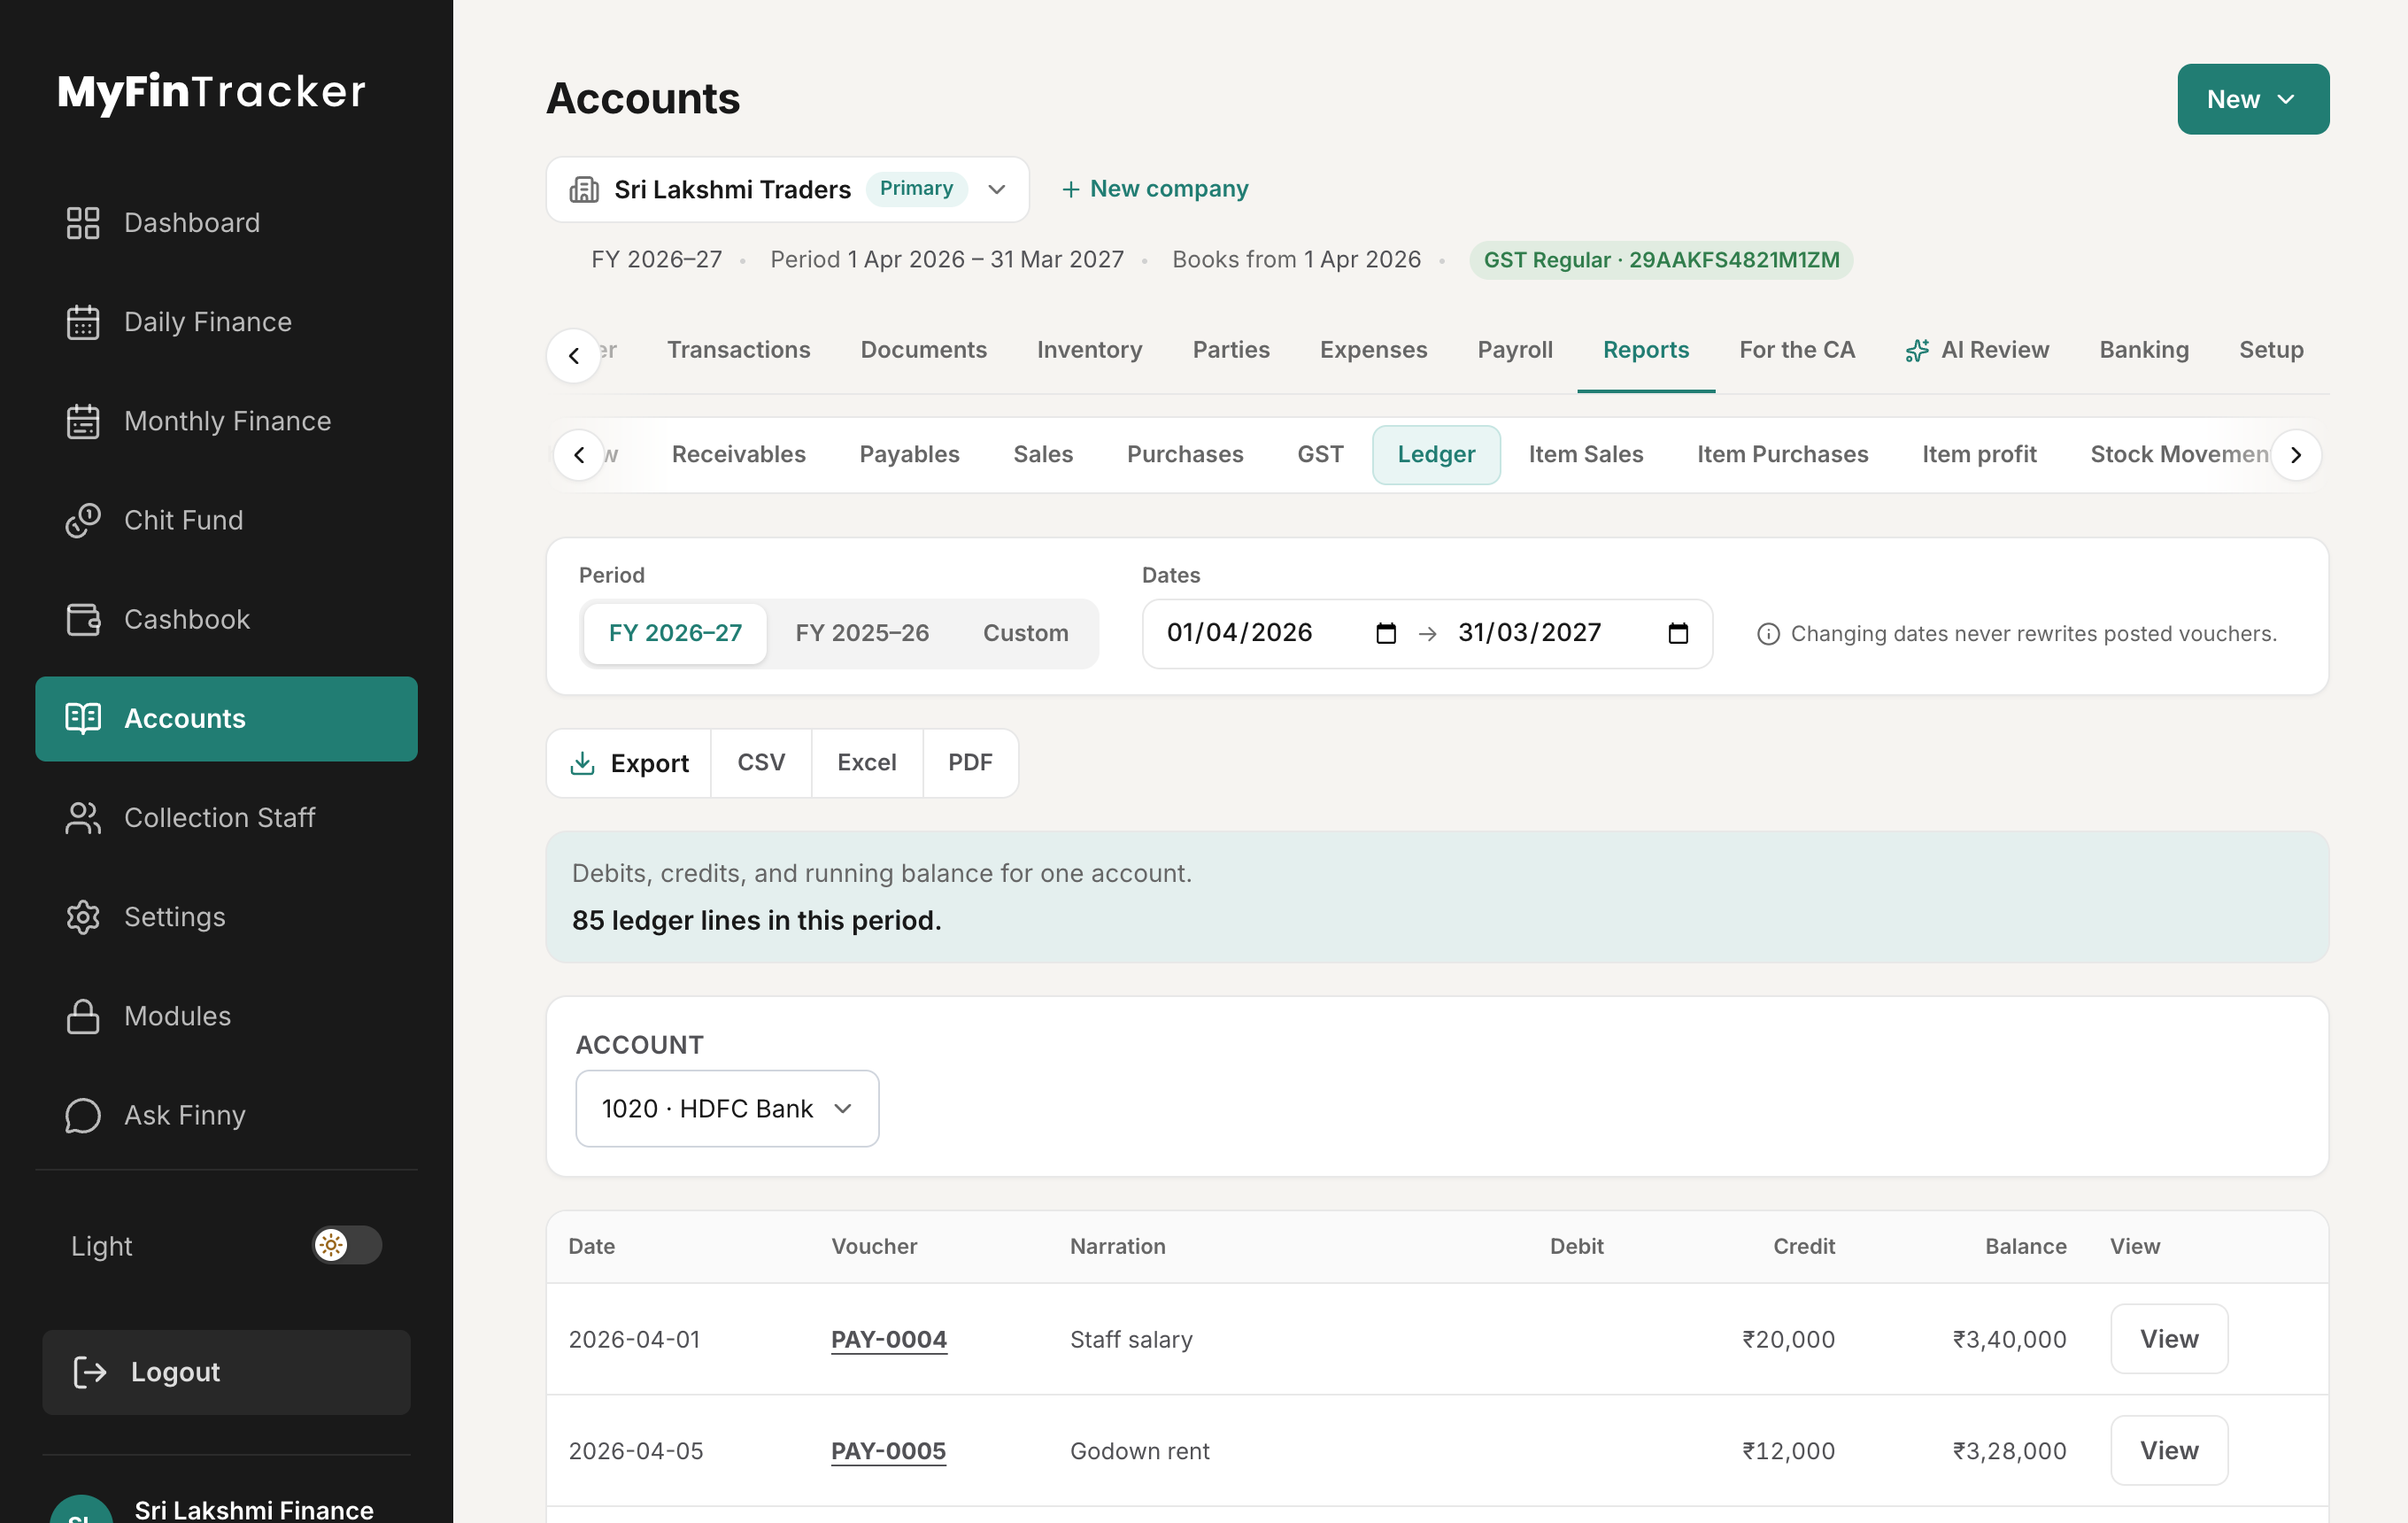 MyFinTracker
Dashboard
Daily Finance
Monthly Finance
Chit Fund
Cashbook
Accounts
Collection Staff
Settings
Modules
Ask Finny
Light
Logout
Sri Lakshmi Finance
Accounts
New
Sri Lakshmi Traders Primary
+ New company
FY 2026–27 • Period 1 Apr 2026 – 31 Mar 2027 • Books from 1 Apr 2026 • GST Regular · 29AAKFS4821M1ZM
er Transactions Documents Inventory Parties Expenses Payroll Reports For the CA AI Review Banking Setup
w Receivables Payables Sales Purchases GST Ledger Item Sales Item Purchases Item profit Stock Movemen
Period
FY 2026–27 FY 2025–26 Custom
Dates
01/04/2026 → 31/03/2027
Changing dates never rewrites posted vouchers.
Export CSV Excel PDF
Debits, credits, and running balance for one account.
85 ledger lines in this period.
ACCOUNT
1020 · HDFC Bank
Date Voucher Narration Debit Credit Balance View
2026-04-01 PAY-0004 Staff salary ₹20,000 ₹3,40,000 View
2026-04-05 PAY-0005 Godown rent ₹12,000 ₹3,28,000 View